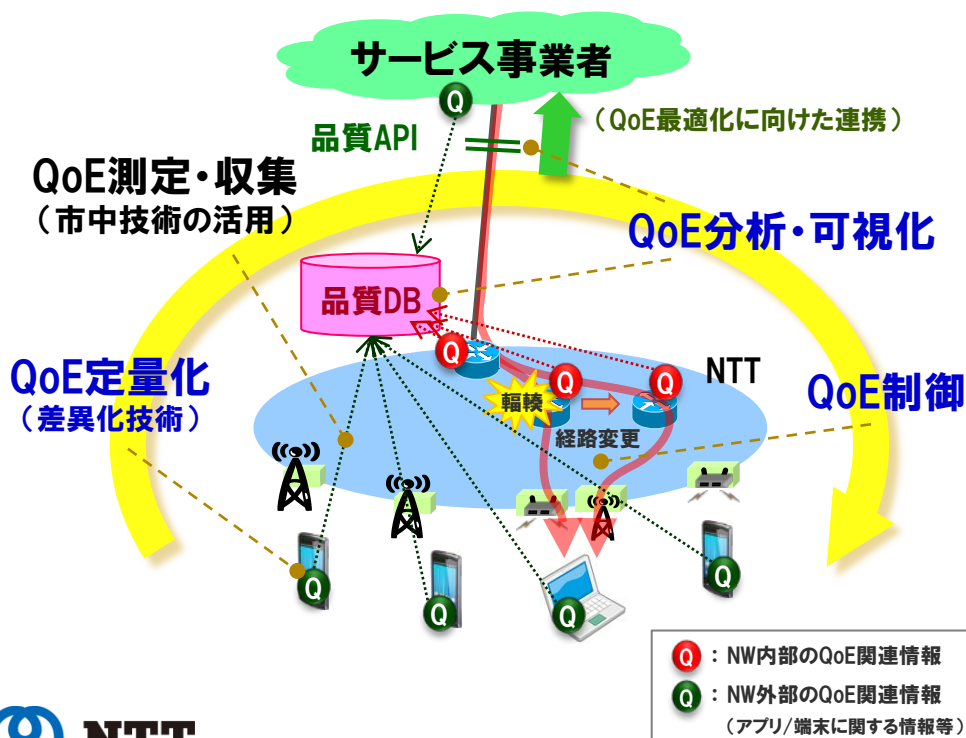 サービス事業者
Q
品質API
（QoE最適化に向けた連携）
QoE測定・収集
（市中技術の活用）
QoE分析・可視化
品質DB
Q
Q
Q
NTT
QoE定量化
（差異化技術）
QoE制御
輻輳
経路変更
Q
Q
Q
Q
Q：NW内部のQoE関連情報
Q：NW外部のQoE関連情報
（アプリ/端末に関する情報等）
NTT